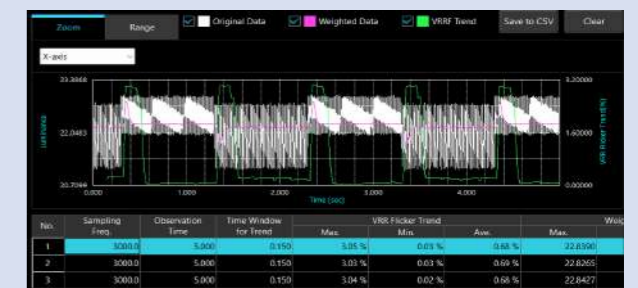 Zoom Range Original Data Weighted Data VRRF Trend Save to CSV Clear
X-axis
23.3868 3.20000
Luminance 22.0483 1.60000 VRR Flicker Trend(%)
20.7098 0.00000
0.000 1.000 2.000 3.000 4.000
Time (sec)
No. Sampling Freq. Observation Time Time Window for Trend VRR Flicker Trend Weig
Max. Min. Ave. Max.
1 3000.0 5.000 0.150 3.05 % 0.03 % 0.68 % 22.8390
2 3000.0 5.000 0.150 3.03 % 0.03 % 0.69 % 22.8265
3 3000.0 5.000 0.150 3.04 % 0.02 % 0.68 % 22.8427